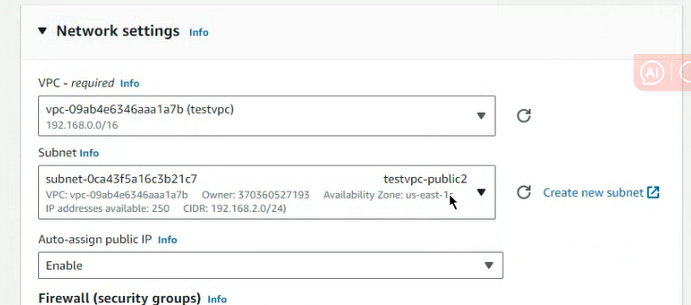 Network settings Info
VPC - required Info
vpc-09ab4e6346aaa1a7b (testvpc)
192.168.0.0/16
Subnet Info
subnet-0ca43f5a16c3b21c7 testvpc-public2
VPC: vpc-09ab4e6346aaa1a7b Owner: 370360527193 Availability Zone: us-east-1c
IP addresses available: 250 CIDR: 192.168.2.0/24)
Create new subnet
Auto-assign public IP Info
Enable
Firewall (security groups) Info
AI